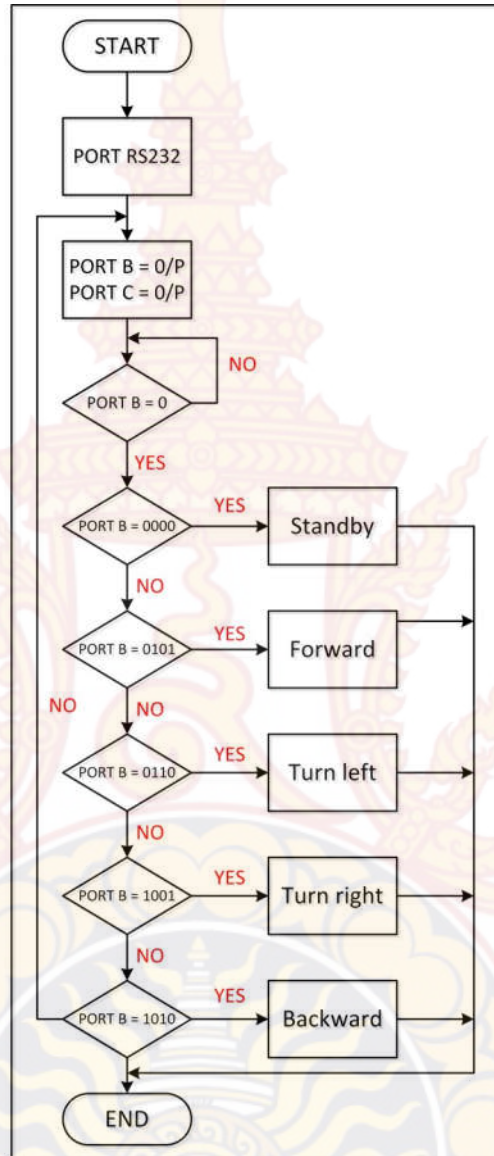 START
PORT RS232
PORT B = 0/P
PORT C = 0/P
NO
PORT B = 0
YES
PORT B = 0000
YES
Standby
NO
PORT B = 0101
YES
Forward
NO
NO
PORT B = 0110
YES
Turn left
NO
PORT B = 1001
YES
Turn right
NO
PORT B = 1010
YES
Backward
END